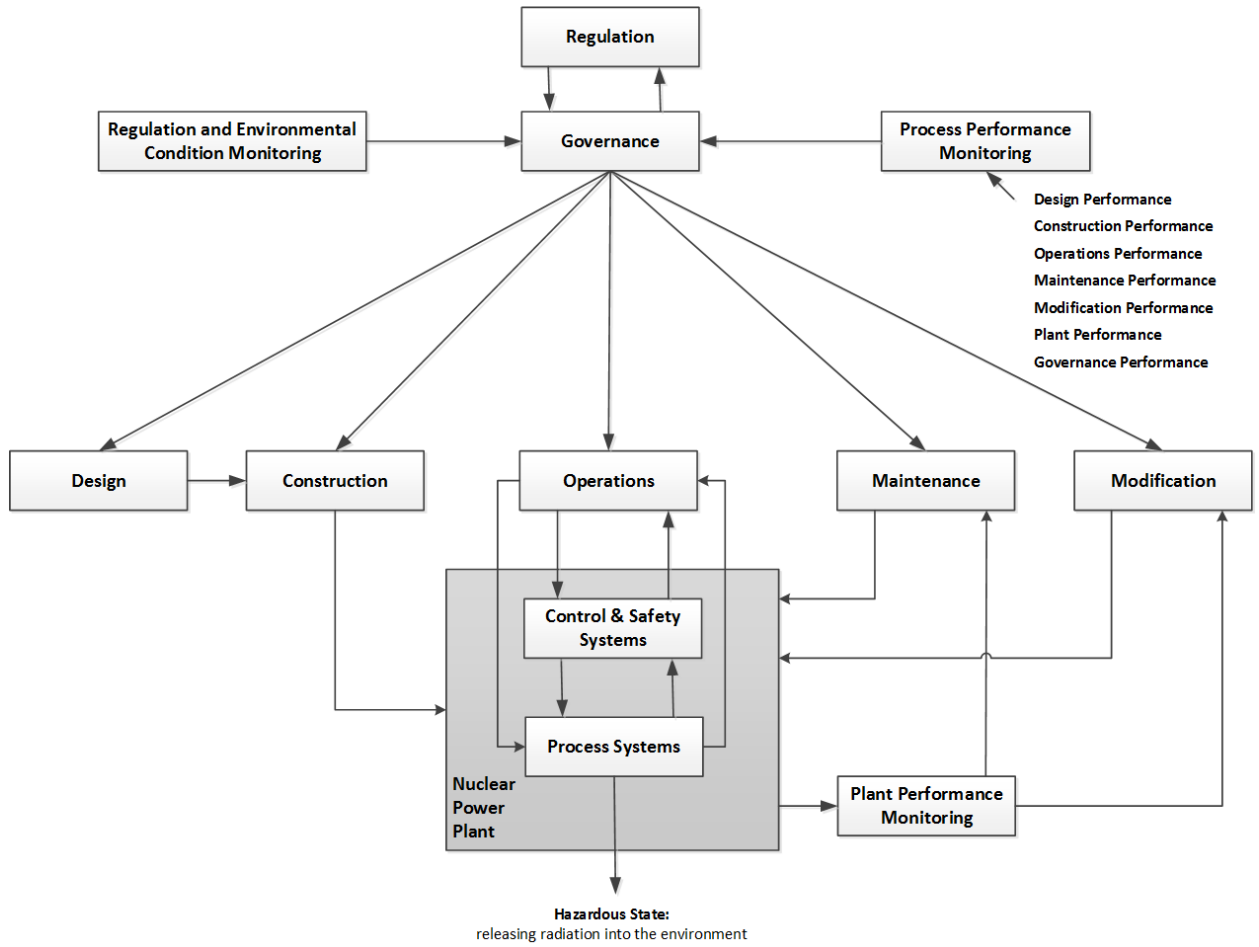 Regulation
Regulation and Environmental
Condition Monitoring
Governance
Process Performance
Monitoring
Design Performance
Construction Performance
Operations Performance
Maintenance Performance
Modification Performance
Plant Performance
Governance Performance
Design
Construction
Operations
Maintenance
Modification
Control & Safety
Systems
Process Systems
Nuclear
Power
Plant
Plant Performance
Monitoring
Hazardous State:
releasing radiation into the environment